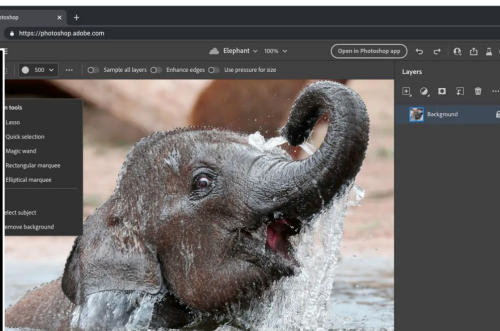 otoshop × +
https://photoshop.adobe.com
Elephant 100% Open in Photoshop app
500 Sample all layers Enhance edges Use pressure for size
Layers
n tools
Lasso
Quick selection
Magic wand
Rectangular marquee
Elliptical marquee
elect subject
emove background
Background